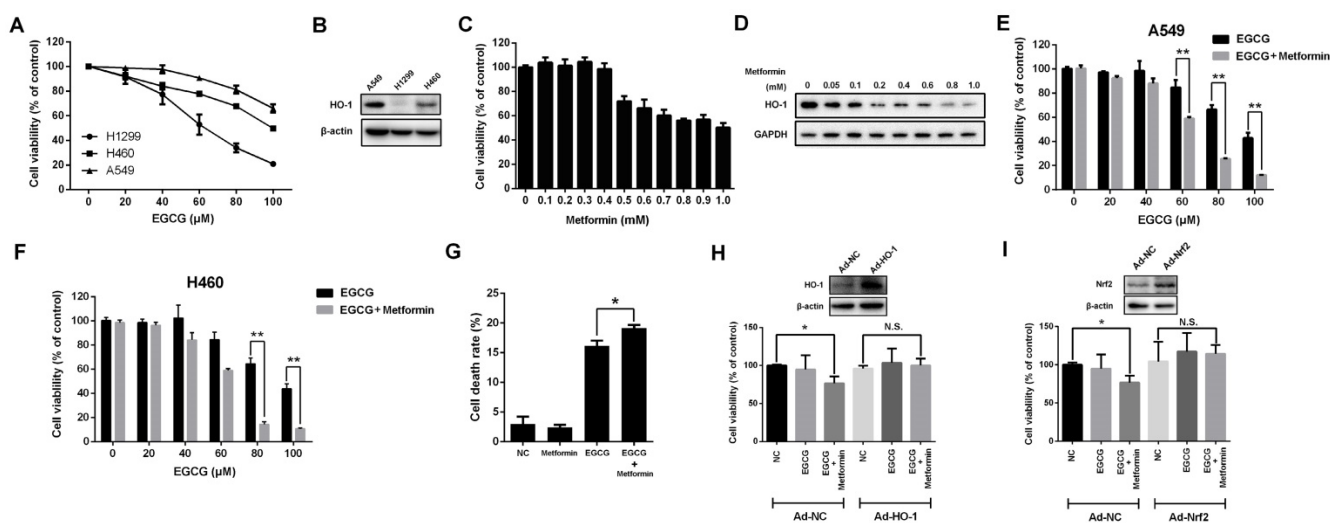 A
Cell viability (% of control)
120
100
80
60
40
20
0
H1299
H460
A549
0 20 40 60 80 100
EGCG (µM)
B
A549 H1299 H460
HO-1
β-actin
C
Cell viability (% of control)
120
100
80
60
40
20
0
0 0.1 0.2 0.3 0.4 0.5 0.6 0.7 0.8 0.9 1.0
Metformin (mM)
D
Metformin
(mM) 0 0.05 0.1 0.2 0.4 0.6 0.8 1.0
HO-1
GAPDH
E
A549
EGCG
EGCG+Metformin
Cell viablility (% of control)
120
100
80
60
40
20
0
** ** **
0 20 40 60 80 100
EGCG (µM)
F
H460
EGCG
EGCG+Metformin
Cell viablility (% of control)
120
100
80
60
40
20
0
** **
0 20 40 60 80 100
EGCG (µM)
G
Cell death rate (%)
25
20
15
10
5
0
*
NC Metformin EGCG EGCG
+
Metformin
H
Ad-NC Ad-HO-1
HO-1
β-actin
Cell viablility (% of control)
150
100
50
0
* N.S.
NC EGCG EGCG + Metformin NC EGCG EGCG + Metformin
Ad-NC Ad-HO-1
I
Ad-NC Ad-Nrf2
Nrf2
β-actin
Cell viablility (% of control)
150
100
50
0
* N.S.
NC EGCG EGCG + Metformin NC EGCG EGCG + Metformin
Ad-NC Ad-Nrf2